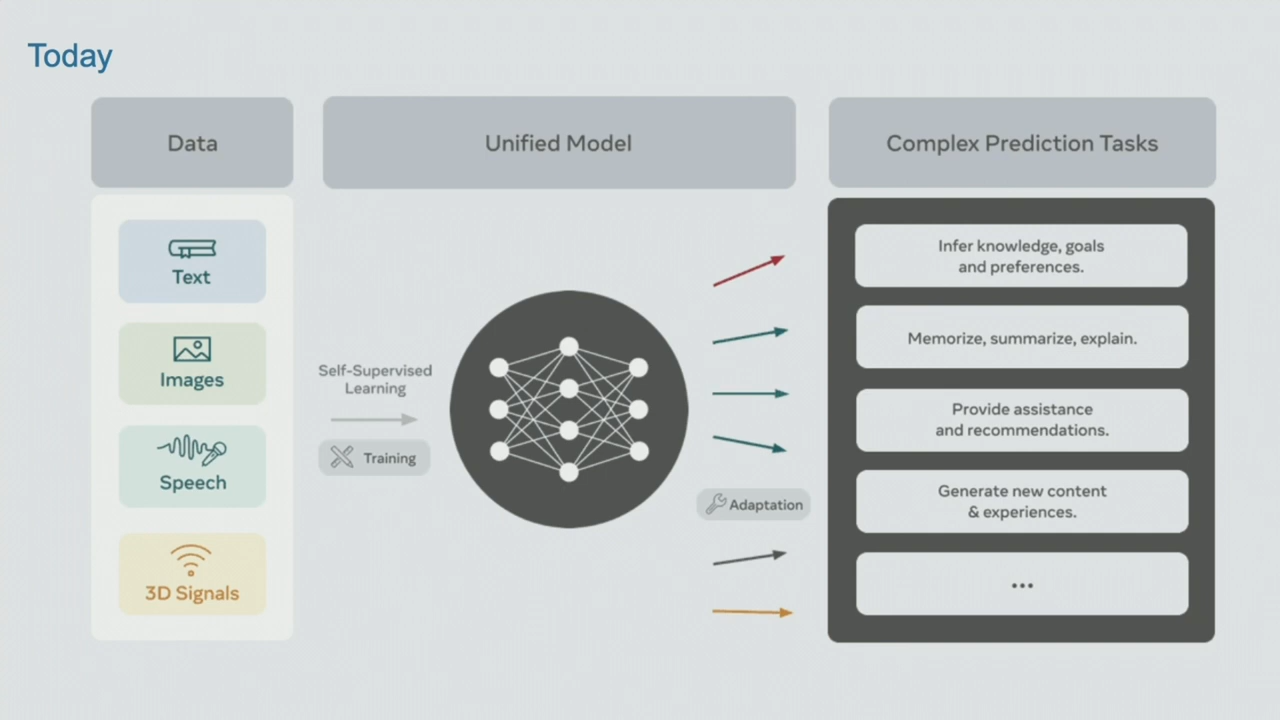 Today
Data
Unified Model
Complex Prediction Tasks
Text
Images
Speech
3D Signals
Self-Supervised
Learning
Training
Adaptation
Infer knowledge, goals
and preferences.
Memorize, summarize, explain.
Provide assistance
and recommendations.
Generate new content
& experiences.
...